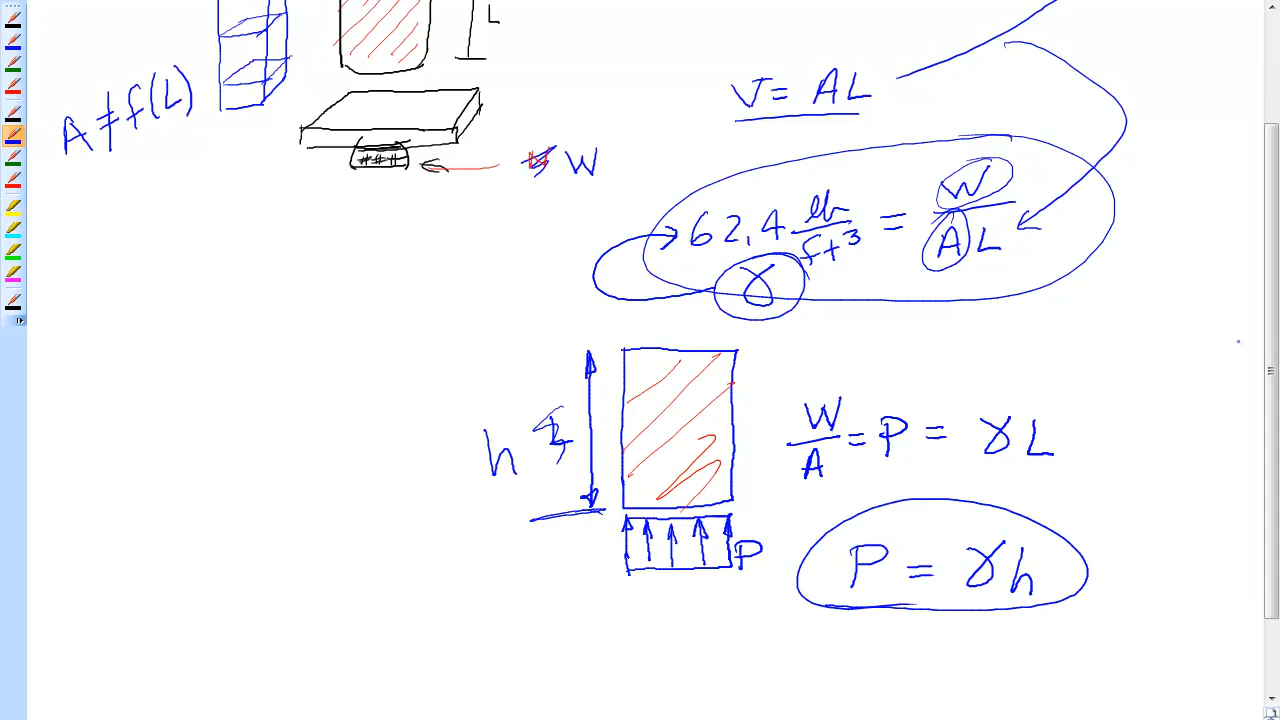 L
A ≠ f(L)
V = AL
###
W
62.4 lb/ft³ = W/AL
γ
h
W/A = P = γL
P
P = γh